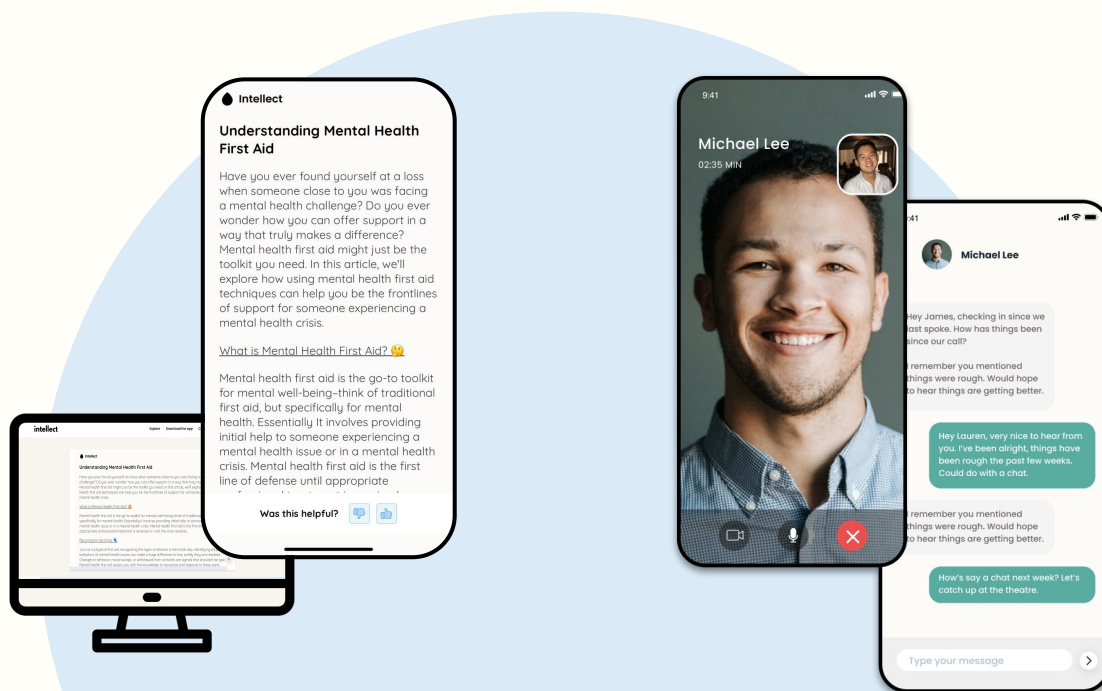 Intellect
Understanding Mental Health
First Aid
Have you ever found yourself at a loss
when someone close to you was facing
a mental health challenge? Do you ever
wonder how you can offer support in a
way that truly makes a difference?
Mental health first aid might just be the
toolkit you need. In this article, we'll
explore how using mental health first aid
techniques can help you be the frontlines
of support for someone experiencing a
mental health crisis.
What is Mental Health First Aid? 🤔
Mental health first aid is the go-to toolkit
for mental well-being–think of traditional
first aid, but specifically for mental
health. Essentially It involves providing
initial help to someone experiencing a
mental health issue or in a mental health
crisis. Mental health first aid is the first
line of defense until appropriate
Was this helpful?
intellect
Explore Download the app
Intellect
Understanding Mental Health First Aid
What is Mental Health First Aid? 🤔
Recognizing the Signs
9:41
Michael Lee
02:35 MIN
:41
Michael Lee
Hey James, checking in since we
last spoke. How has things been
since our call?
I remember you mentioned
things were rough. Would hope
to hear things are getting better.
Hey Lauren, very nice to hear from
you. I've been alright, things have
been rough the past few weeks.
Could do with a chat.
I remember you mentioned
things were rough. Would hope
to hear things are getting better.
How's say a chat next week? Let's
catch up at the theatre.
Type your message